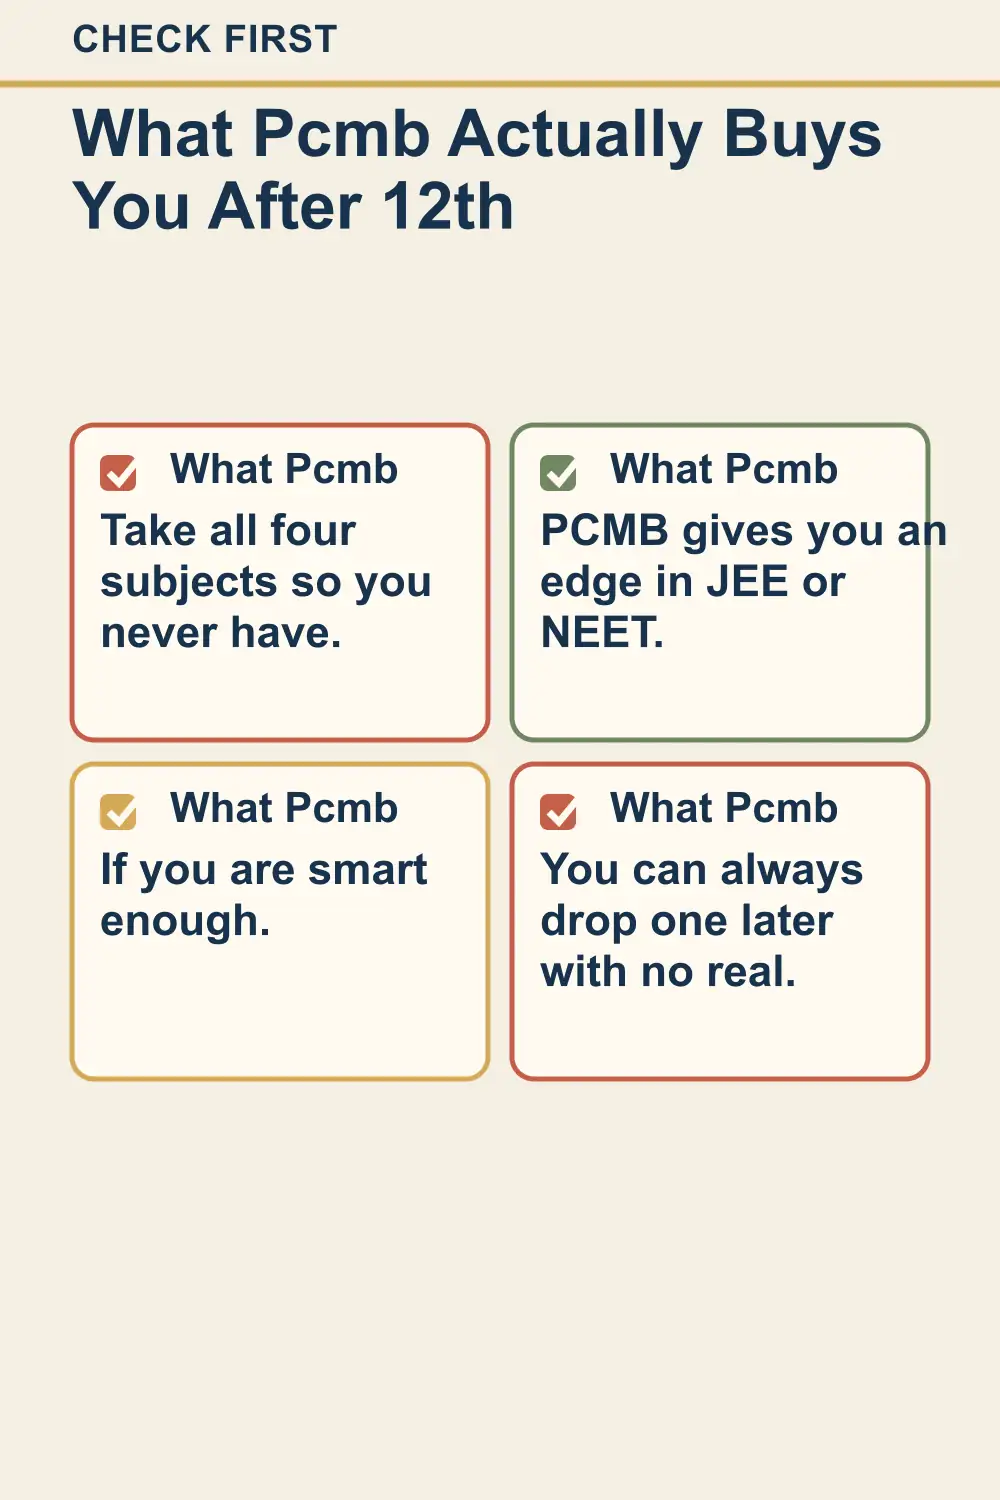 CHECK FIRST
What Pcmb Actually Buys
You After 12th
What Pcmb
Take all four
subjects so you
never have.
What Pcmb
PCMB gives you an
edge in JEE or
NEET.
What Pcmb
If you are smart
enough.
What Pcmb
You can always
drop one later
with no real.